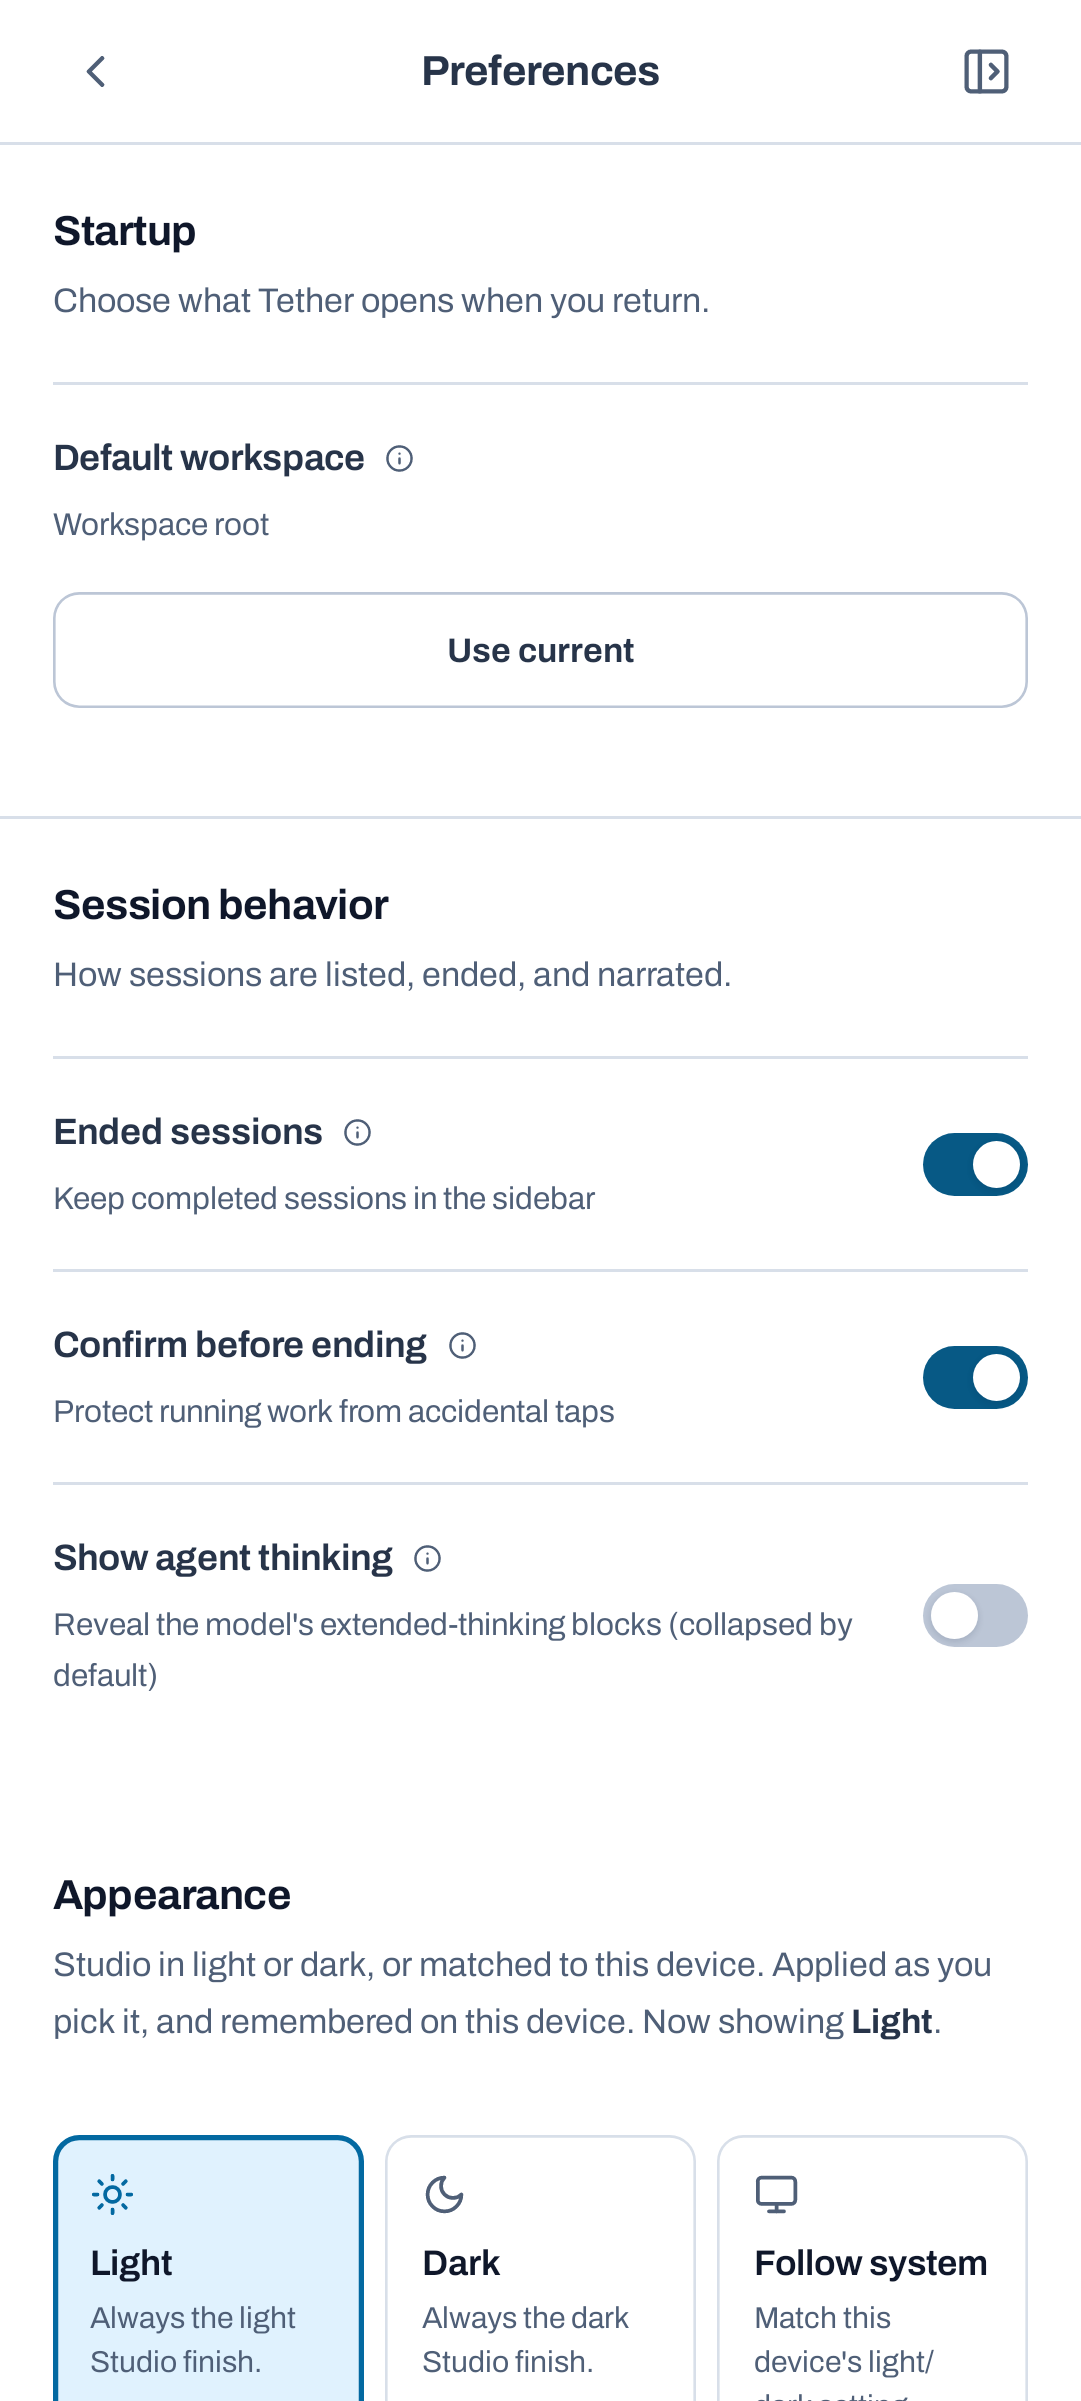 Preferences
Startup
Choose what Tether opens when you return.
Default workspace
Workspace root
Use current
Session behavior
How sessions are listed, ended, and narrated.
Ended sessions
Keep completed sessions in the sidebar
Confirm before ending
Protect running work from accidental taps
Show agent thinking
Reveal the model's extended-thinking blocks (collapsed by
default)
Appearance
Studio in light or dark, or matched to this device. Applied as you
pick it, and remembered on this device. Now showing Light.
Light
Always the light
Studio finish.
Dark
Always the dark
Studio finish.
Follow system
Match this
device's light/
dark setting